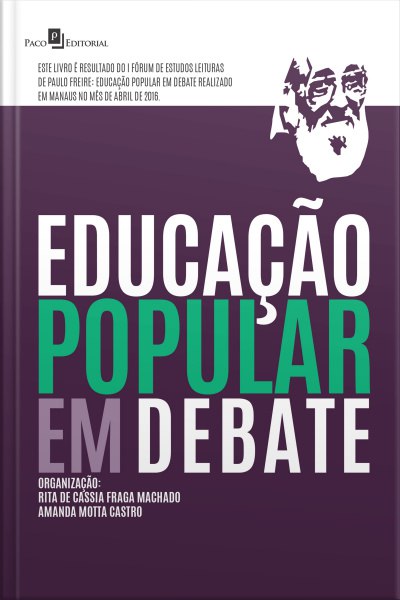 PACO EDITORIAL
ESTE LIVRO É RESULTADO DO I FÓRUM DE ESTUDOS LEITURAS
DE PAULO FREIRE: EDUCAÇÃO POPULAR EM DEBATE REALIZADO
EM MANAUS NO MÊS DE ABRIL DE 2016.
EDUCAÇÃO
POPULAR
EM DEBATE
ORGANIZAÇÃO:
RITA DE CÁSSIA FRAGA MACHADO
AMANDA MOTTA CASTRO